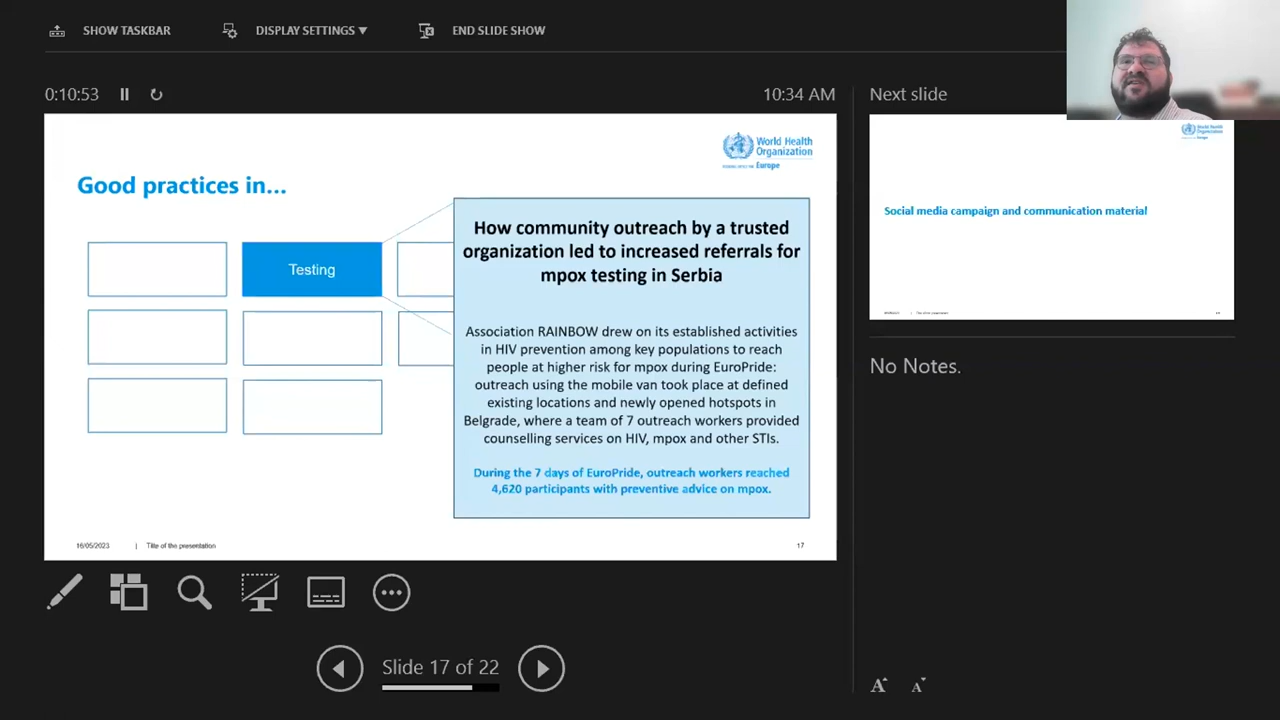 SHOW TASKBAR
DISPLAY SETTINGS ▼
END SLIDE SHOW
0:10:53
10:34 AM
Next slide
World Health
Organization
Europe
Good practices in...
Testing
How community outreach by a trusted
organization led to increased referrals for
mpox testing in Serbia
Association RAINBOW drew on its established activities
in HIV prevention among key populations to reach
people at higher risk for mpox during EuroPride:
outreach using the mobile van took place at defined
existing locations and newly opened hotspots in
Belgrade, where a team of 7 outreach workers provided
counselling services on HIV, mpox and other STIs.
During the 7 days of EuroPride, outreach workers reached
4,620 participants with preventive advice on mpox.
16/05/2023 | Title of the presentation
17
World Health
Organization
Europe
Social media campaign and communication material
No Notes.
Slide 17 of 22
A A